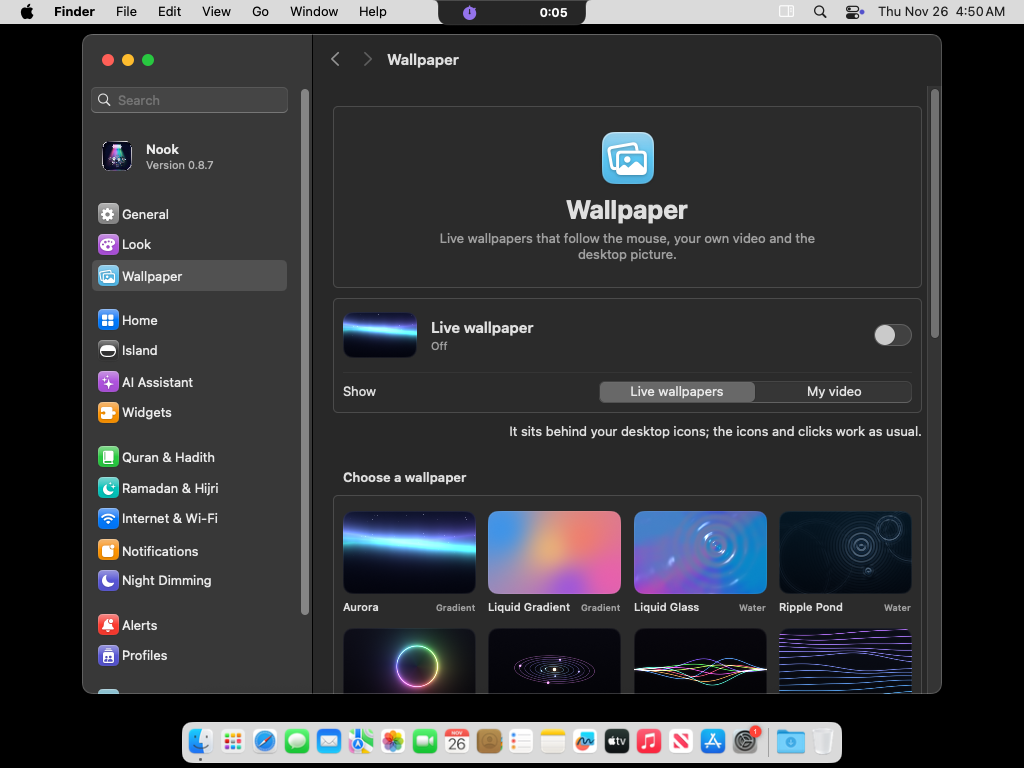 Finder File Edit View Go Window Help 0:05 Thu Nov 26 4:50 AM
Wallpaper
Search
Nook
Version 0.8.7
General
Look
Wallpaper
Home
Island
AI Assistant
Widgets
Quran & Hadith
Ramadan & Hijri
Internet & Wi-Fi
Notifications
Night Dimming
Alerts
Profiles
Wallpaper
Live wallpapers that follow the mouse, your own video and the
desktop picture.
Live wallpaper
Off
Show Live wallpapers My video
It sits behind your desktop icons; the icons and clicks work as usual.
Choose a wallpaper
Aurora Gradient Liquid Gradient Gradient Liquid Glass Water Ripple Pond Water
NOV
26
tv
1